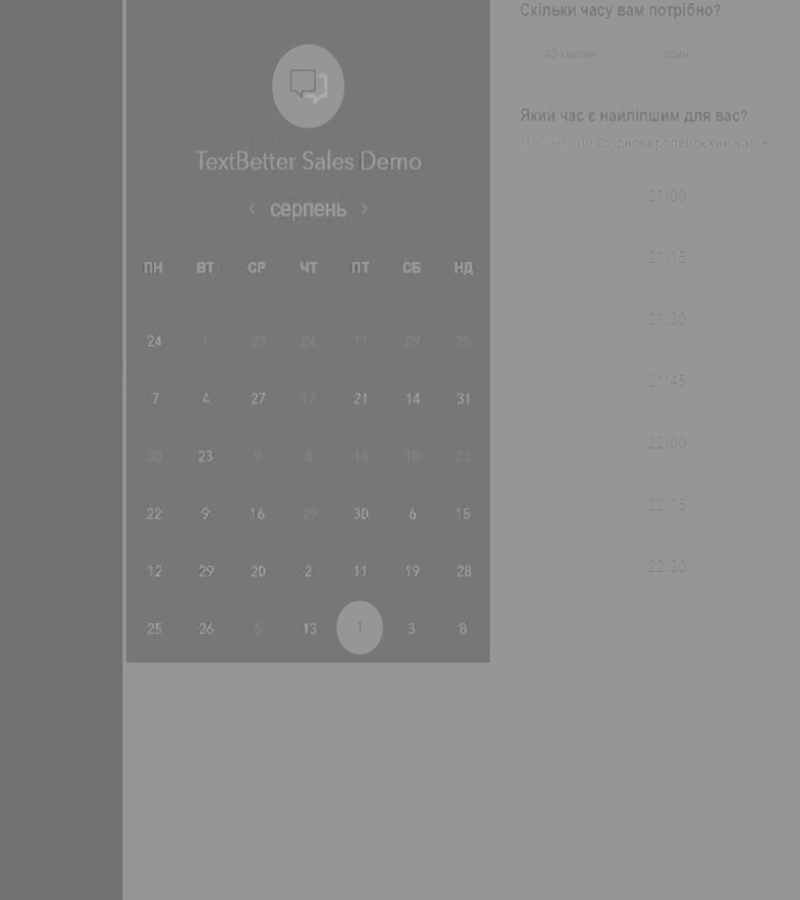 TextBetter Sales Demo
‹ серпень ›
ПН ВТ СР ЧТ ПТ СБ НД
24 1 22 24 11 29 25
7 4 27 17 21 14 31
30 23 9 8 14 10 23
22 9 16 29 30 6 15
12 29 20 2 11 19 28
25 26 5 13 1 3 8
Скільки часу вам потрібно?
40 хвилин 1 годин
Який час є найліпшим для вас?
Східноєвропейський час
21:00
21:15
21:30
21:45
22:00
22:15
22:30